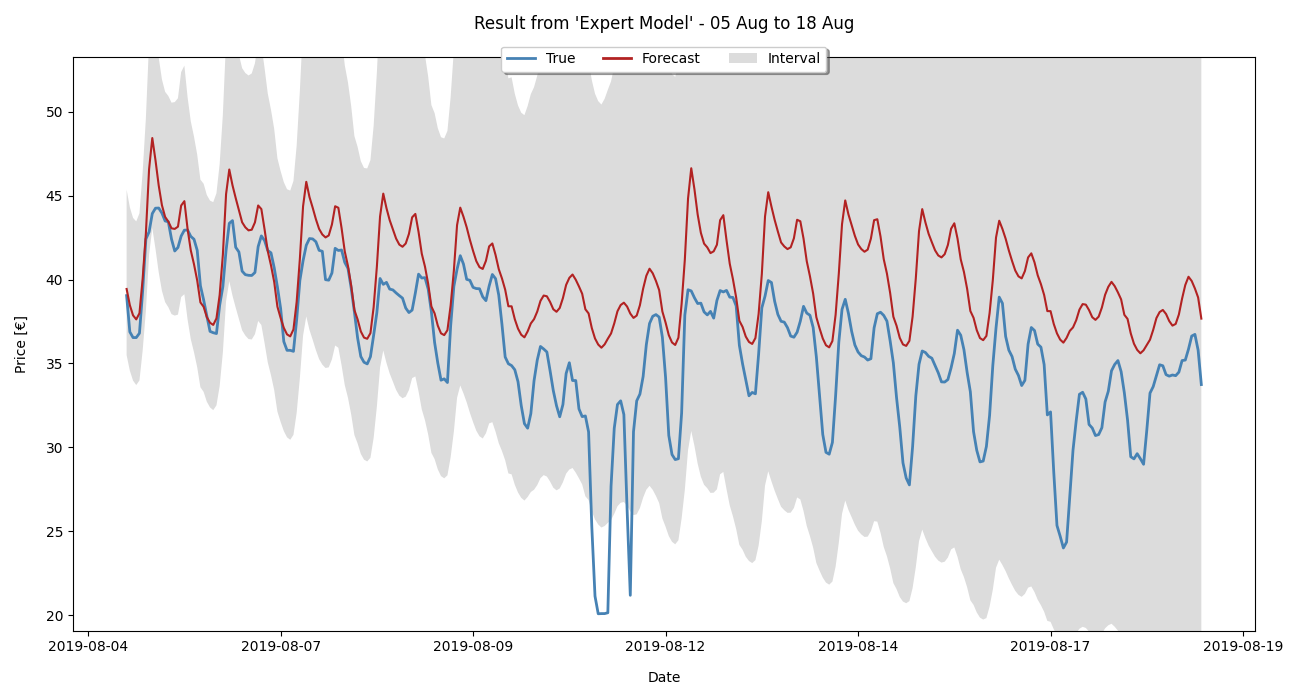 Result from 'Expert Model' - 05 Aug to 18 Aug
True Forecast Interval
Price [€]
50
45
40
35
30
25
20
2019-08-04 2019-08-07 2019-08-09 2019-08-12 2019-08-14 2019-08-17 2019-08-19
Date